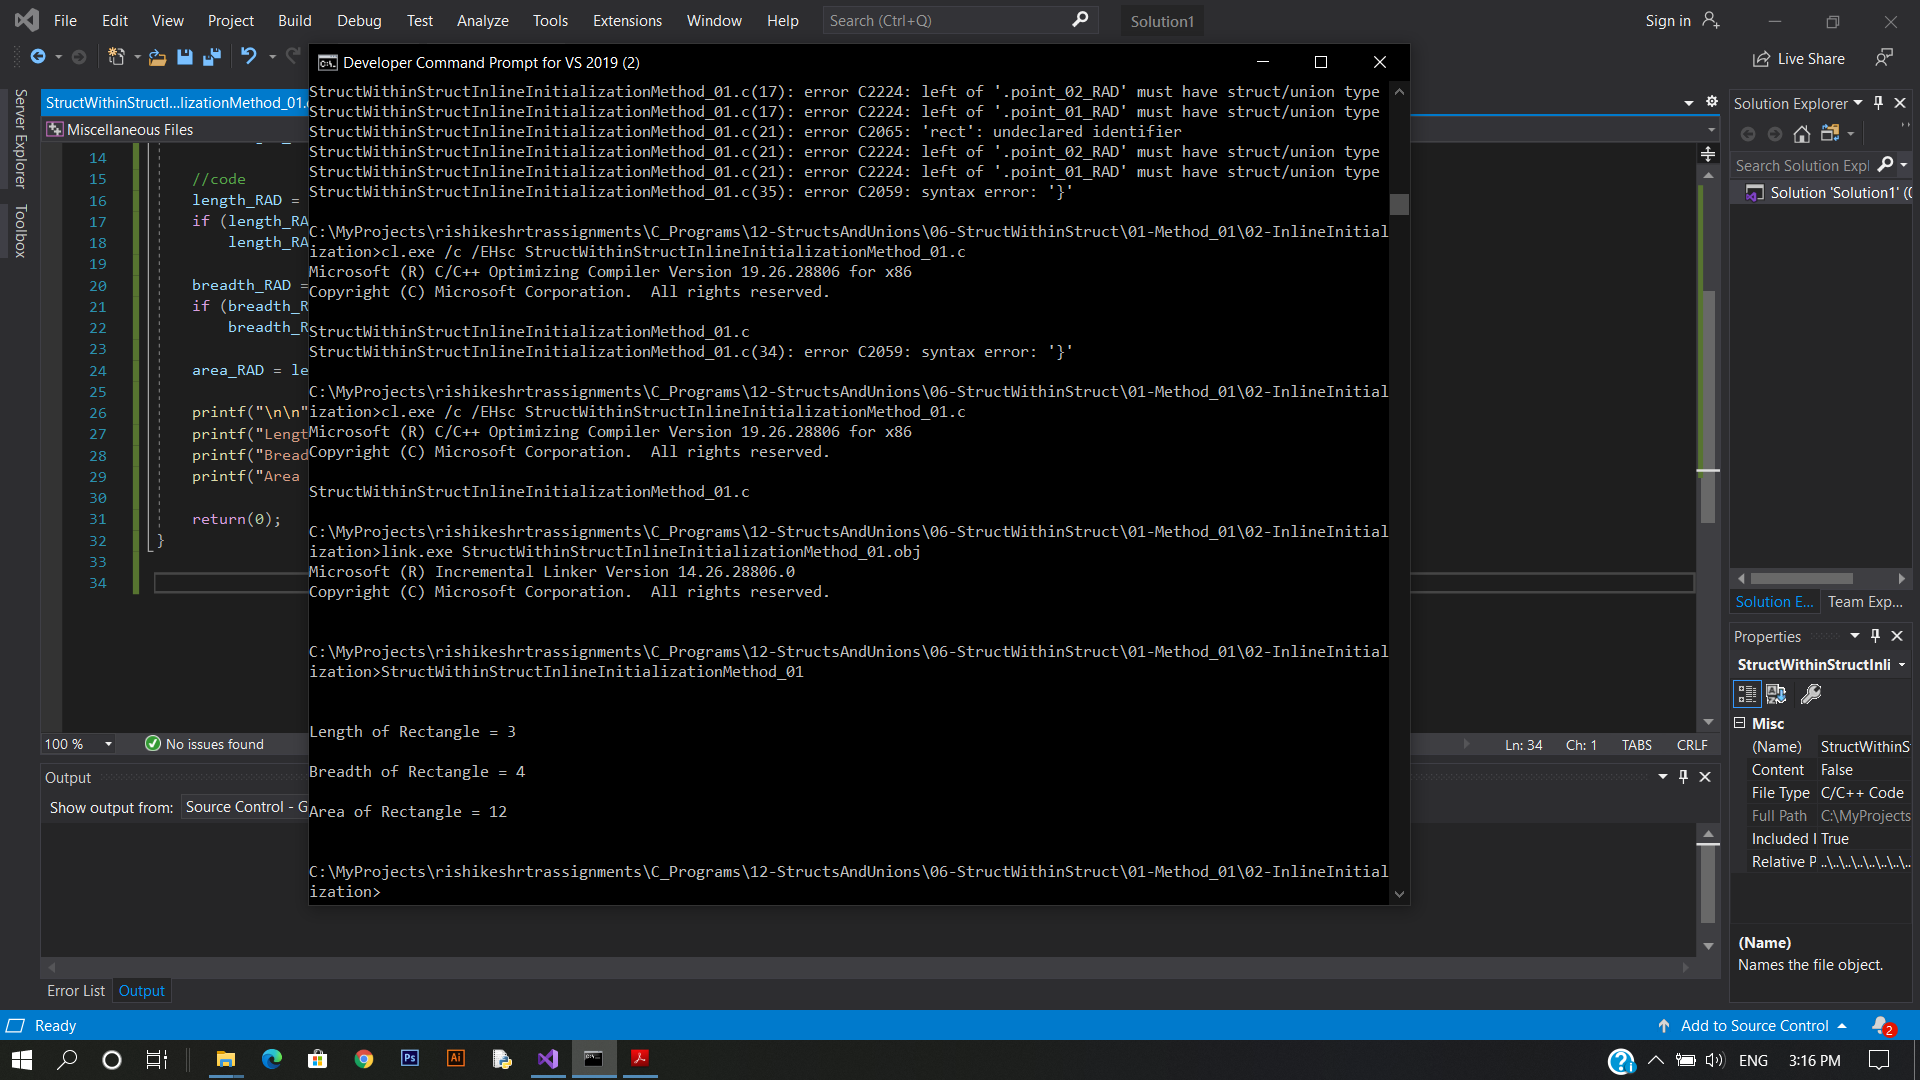 File Edit View Project Build Debug Test Analyze Tools Extensions Window Help Search (Ctrl+Q) Solution1 Sign in
Live Share
Developer Command Prompt for VS 2019 (2)
Server Explorer
Toolbox
StructWithinStructI...lizationMethod_01.
Miscellaneous Files
14
15 //code
16 length_RAD =
17 if (length_RA
18 length_RA
19
20 breadth_RAD =
21 if (breadth_R
22 breadth_R
23
24 area_RAD = le
25
26 printf("\n\n"
27 printf("Lengt
28 printf("Bread
29 printf("Area
30
31 return(0);
32 }
33
34
100 % No issues found
StructWithinStructInlineInitializationMethod_01.c(17): error C2224: left of '.point_02_RAD' must have struct/union type
StructWithinStructInlineInitializationMethod_01.c(17): error C2224: left of '.point_01_RAD' must have struct/union type
StructWithinStructInlineInitializationMethod_01.c(21): error C2065: 'rect': undeclared identifier
StructWithinStructInlineInitializationMethod_01.c(21): error C2224: left of '.point_02_RAD' must have struct/union type
StructWithinStructInlineInitializationMethod_01.c(21): error C2224: left of '.point_01_RAD' must have struct/union type
StructWithinStructInlineInitializationMethod_01.c(35): error C2059: syntax error: '}'
C:\MyProjects\rishikeshrtrassignments\C_Programs\12-StructsAndUnions\06-StructWithinStruct\01-Method_01\02-InlineInitial
ization>cl.exe /c /EHsc StructWithinStructInlineInitializationMethod_01.c
Microsoft (R) C/C++ Optimizing Compiler Version 19.26.28806 for x86
Copyright (C) Microsoft Corporation.  All rights reserved.
StructWithinStructInlineInitializationMethod_01.c
StructWithinStructInlineInitializationMethod_01.c(34): error C2059: syntax error: '}'
C:\MyProjects\rishikeshrtrassignments\C_Programs\12-StructsAndUnions\06-StructWithinStruct\01-Method_01\02-InlineInitial
ization>cl.exe /c /EHsc StructWithinStructInlineInitializationMethod_01.c
Microsoft (R) C/C++ Optimizing Compiler Version 19.26.28806 for x86
Copyright (C) Microsoft Corporation.  All rights reserved.
StructWithinStructInlineInitializationMethod_01.c
C:\MyProjects\rishikeshrtrassignments\C_Programs\12-StructsAndUnions\06-StructWithinStruct\01-Method_01\02-InlineInitial
ization>link.exe StructWithinStructInlineInitializationMethod_01.obj
Microsoft (R) Incremental Linker Version 14.26.28806.0
Copyright (C) Microsoft Corporation.  All rights reserved.
C:\MyProjects\rishikeshrtrassignments\C_Programs\12-StructsAndUnions\06-StructWithinStruct\01-Method_01\02-InlineInitial
ization>StructWithinStructInlineInitializationMethod_01
Length of Rectangle = 3
Breadth of Rectangle = 4
Area of Rectangle = 12
C:\MyProjects\rishikeshrtrassignments\C_Programs\12-StructsAndUnions\06-StructWithinStruct\01-Method_01\02-InlineInitial
ization>
Ln: 34 Ch: 1 TABS CRLF
Solution Explorer
Search Solution Expl
Solution 'Solution1' (0
Solution E... Team Exp...
Properties
StructWithinStructInli
Misc
(Name) StructWithinS
Content False
File Type C/C++ Code
Full Path C:\MyProjects
Included I True
Relative P ..\..\..\..\..\..\..
(Name)
Names the file object.
Output
Show output from: Source Control - G
Error List Output
Ready
Add to Source Control 2
Ps Ai ENG 3:16 PM